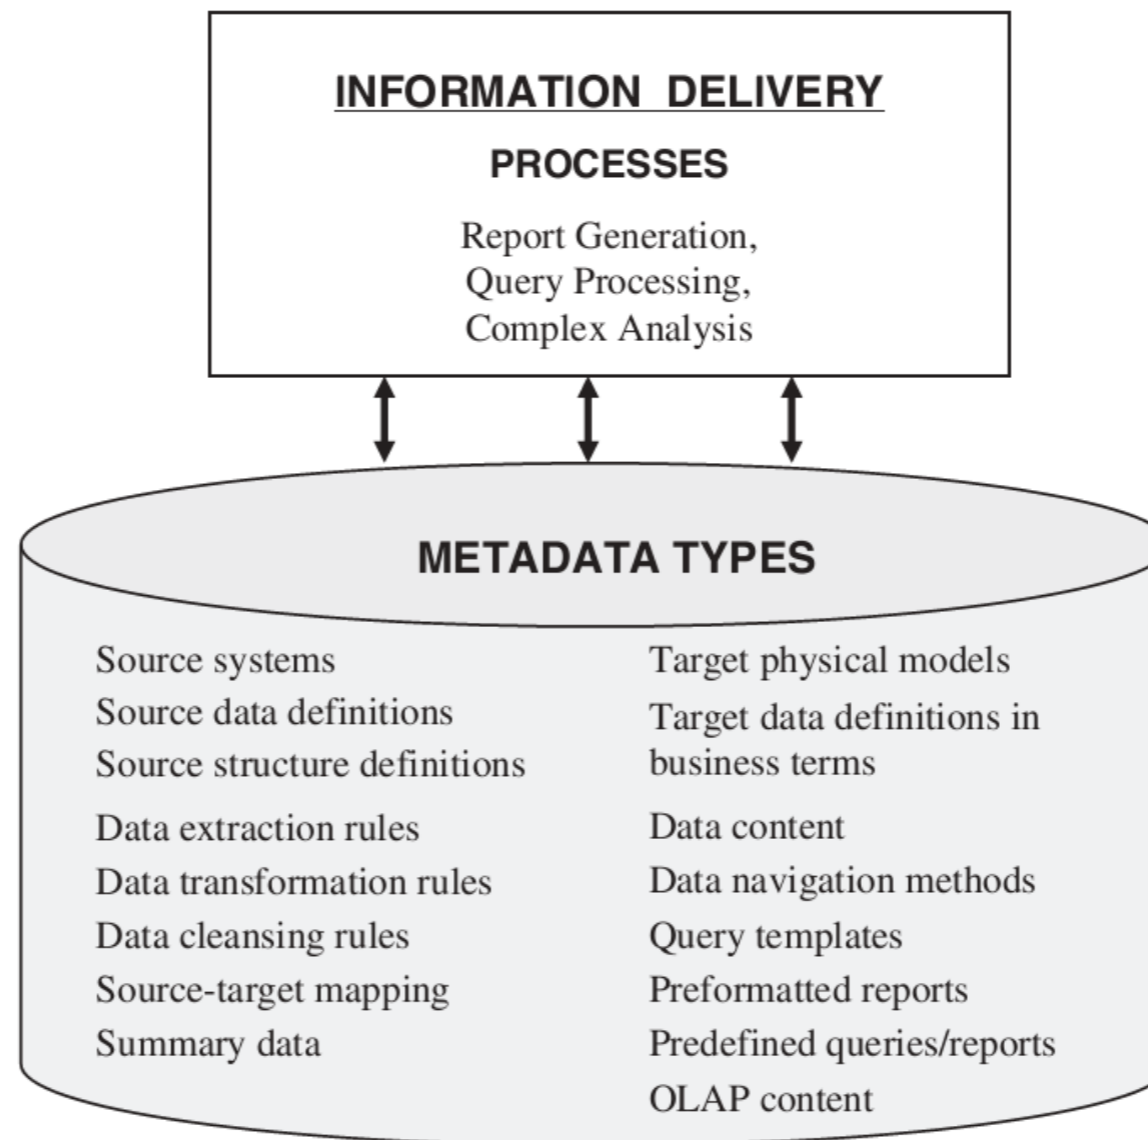 INFORMATION DELIVERY
PROCESSES
Report Generation,
Query Processing,
Complex Analysis
METADATA TYPES
Source systems
Source data definitions
Source structure definitions
Data extraction rules
Data transformation rules
Data cleansing rules
Source-target mapping
Summary data
Target physical models
Target data definitions in
business terms
Data content
Data navigation methods
Query templates
Preformatted reports
Predefined queries/reports
OLAP content